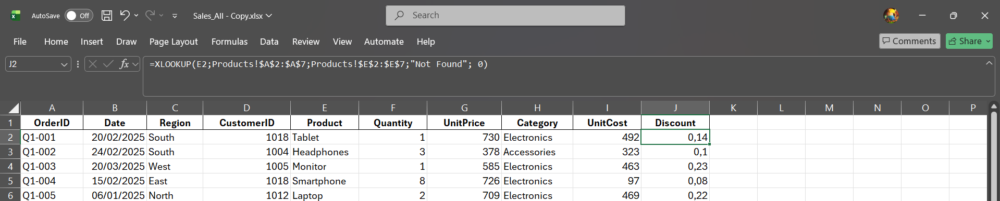 AutoSave Off Sales_All - Copy.xlsx Search
File Home Insert Draw Page Layout Formulas Data Review View Automate Help Comments Share
J2 fx =XLOOKUP(E2;Products!$A$2:$A$7;Products!$E$2:$E$7;"Not Found"; 0)
A B C D E F G H I J K L M N O P
1 OrderID Date Region CustomerID Product Quantity UnitPrice Category UnitCost Discount
2 Q1-001 20/02/2025 South 1018 Tablet 1 730 Electronics 492 0,14
3 Q1-002 24/02/2025 South 1004 Headphones 3 378 Accessories 323 0,1
4 Q1-003 20/03/2025 West 1005 Monitor 1 585 Electronics 463 0,23
5 Q1-004 15/02/2025 East 1018 Smartphone 8 726 Electronics 97 0,08
6 Q1-005 06/01/2025 North 1012 Laptop 2 709 Electronics 469 0,22